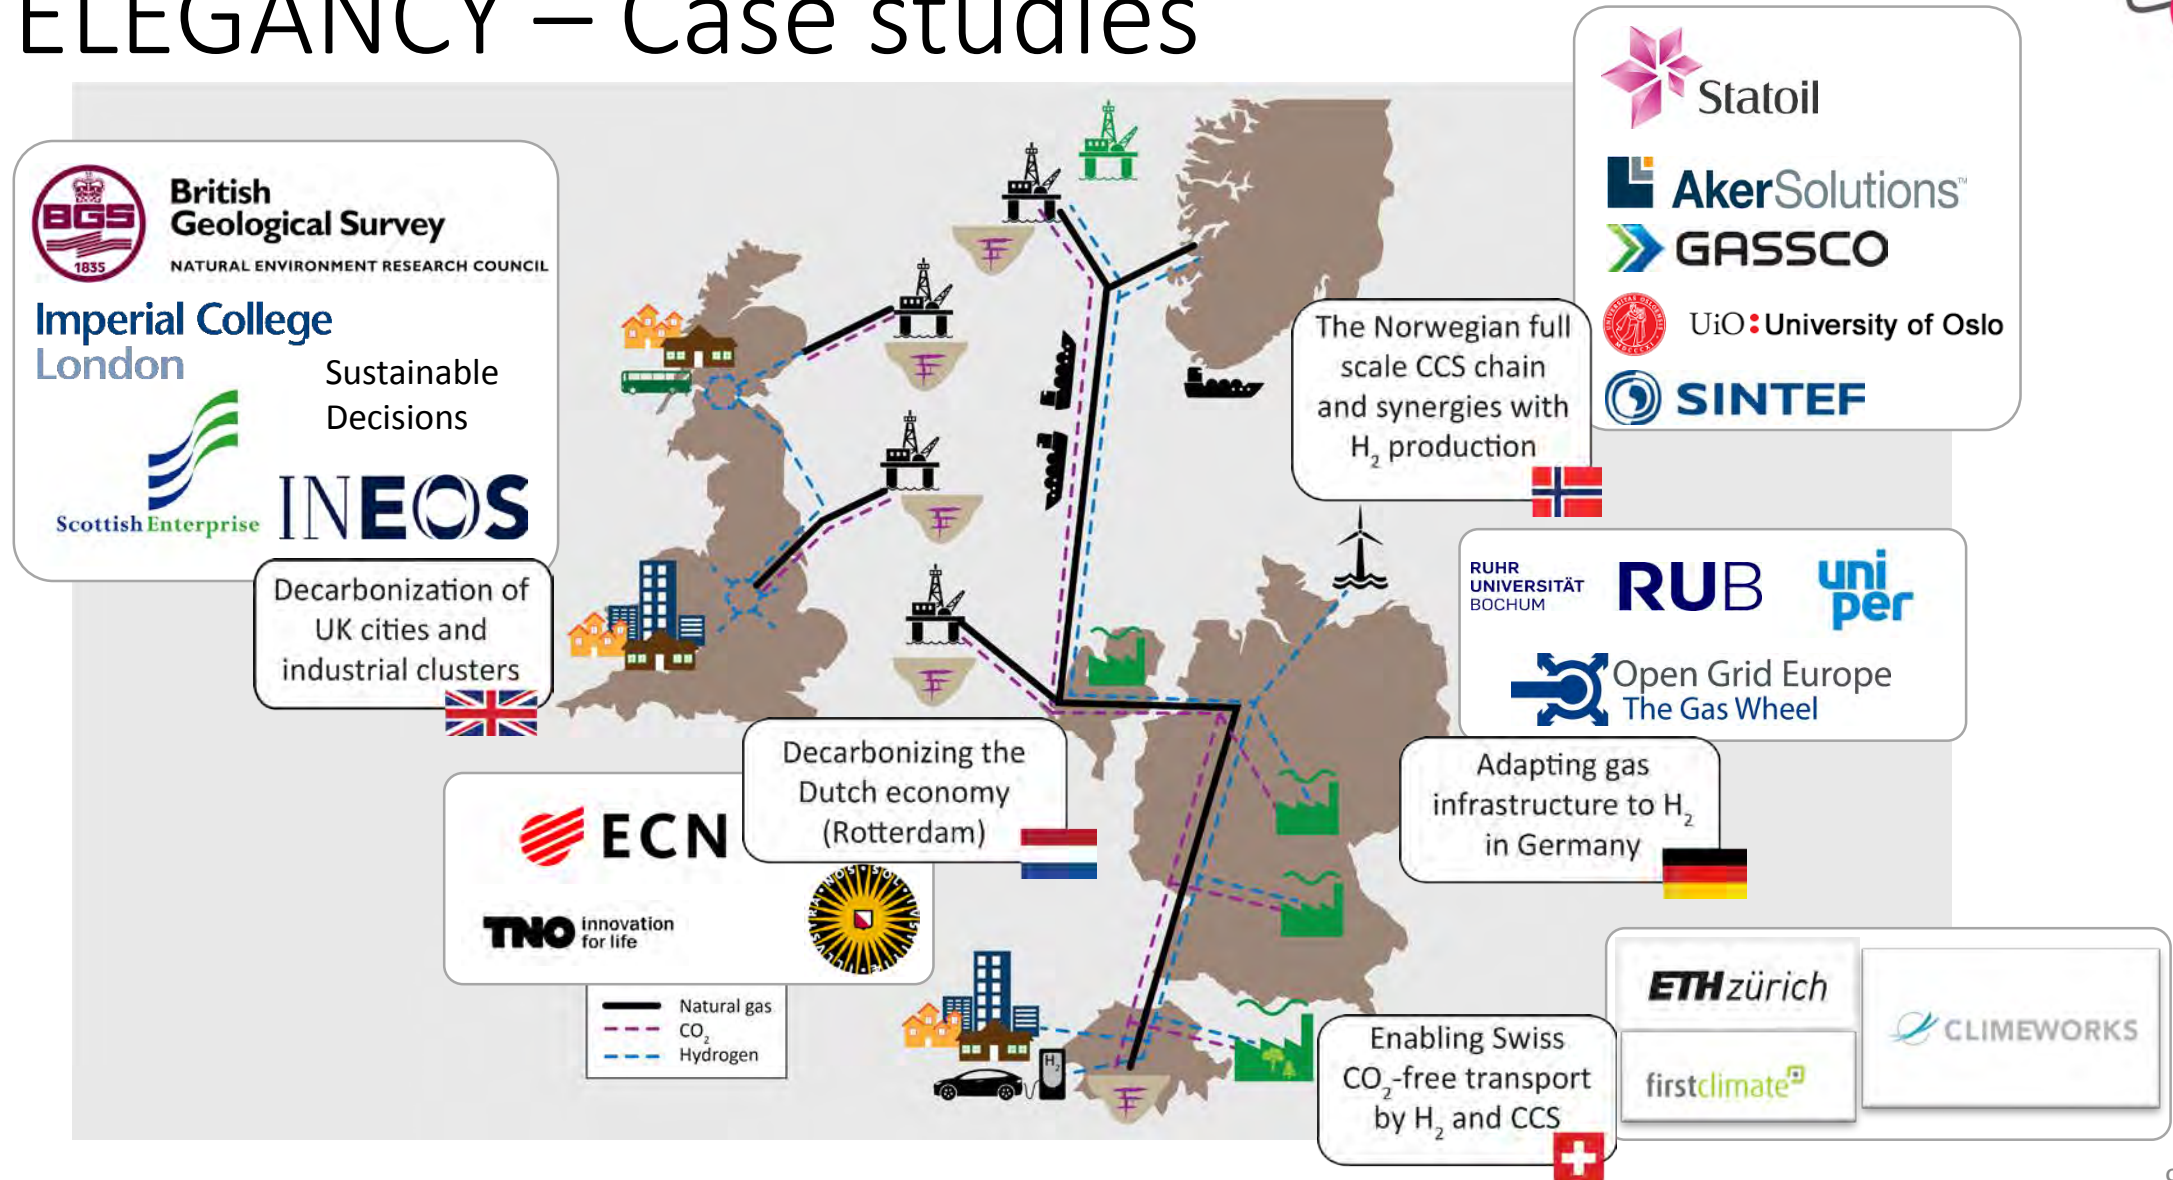 ELEGANCY – Case studies
Statoil
AkerSolutions™
GASSCO
UiO : University of Oslo
SINTEF
BGS
1835
British
Geological Survey
NATURAL ENVIRONMENT RESEARCH COUNCIL
Imperial College
London
Sustainable
Decisions
Scottish Enterprise
INEOS
Decarbonization of
UK cities and
industrial clusters
The Norwegian full
scale CCS chain
and synergies with
H₂ production
RUHR
UNIVERSITÄT
BOCHUM
RUB
uni
per
Open Grid Europe
The Gas Wheel
Adapting gas
infrastructure to H₂
in Germany
Decarbonizing the
Dutch economy
(Rotterdam)
ECN
TNO innovation
for life
Natural gas
CO₂
Hydrogen
H₂
Enabling Swiss
CO₂-free transport
by H₂ and CCS
ETH zürich
CLIMEWORKS
firstclimate